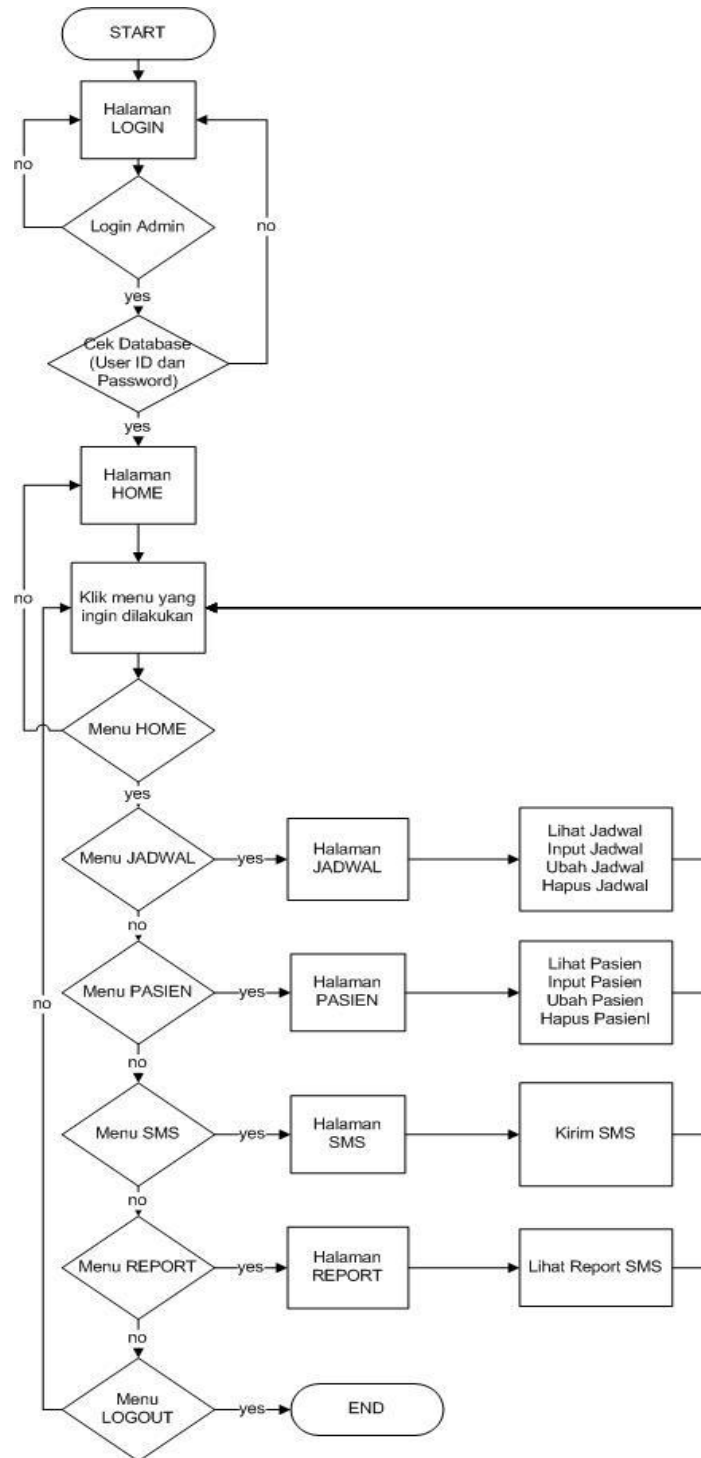 START
Halaman
LOGIN
no
Login Admin
no
yes
Cek Database
(User ID dan
Password)
yes
Halaman
HOME
no
Klik menu yang
ingin dilakukan
Menu HOME
yes
Menu JADWAL
yes
Halaman
JADWAL
Lihat Jadwal
Input Jadwal
Ubah Jadwal
Hapus Jadwal
no
Menu PASIEN
yes
Halaman
PASIEN
Lihat Pasien
Input Pasien
Ubah Pasien
Hapus Pasienl
no
no
Menu SMS
yes
Halaman
SMS
Kirim SMS
no
Menu REPORT
yes
Halaman
REPORT
Lihat Report SMS
no
Menu
LOGOUT
yes
END